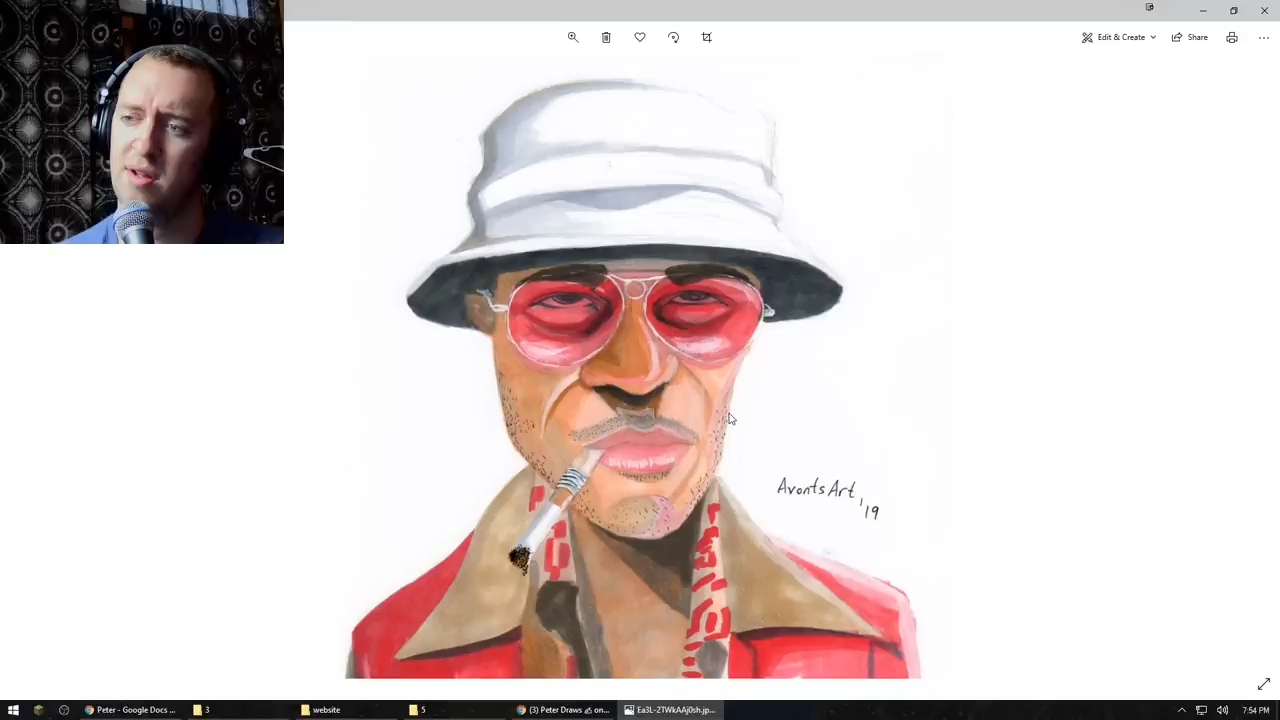 Edit & Create
Share
AvontsArt
'19
Peter - Google Docs ...
3
website
5
(3) Peter Draws ✍ on...
Ea3L-2TWkAAj0sh.jp...
7:54 PM